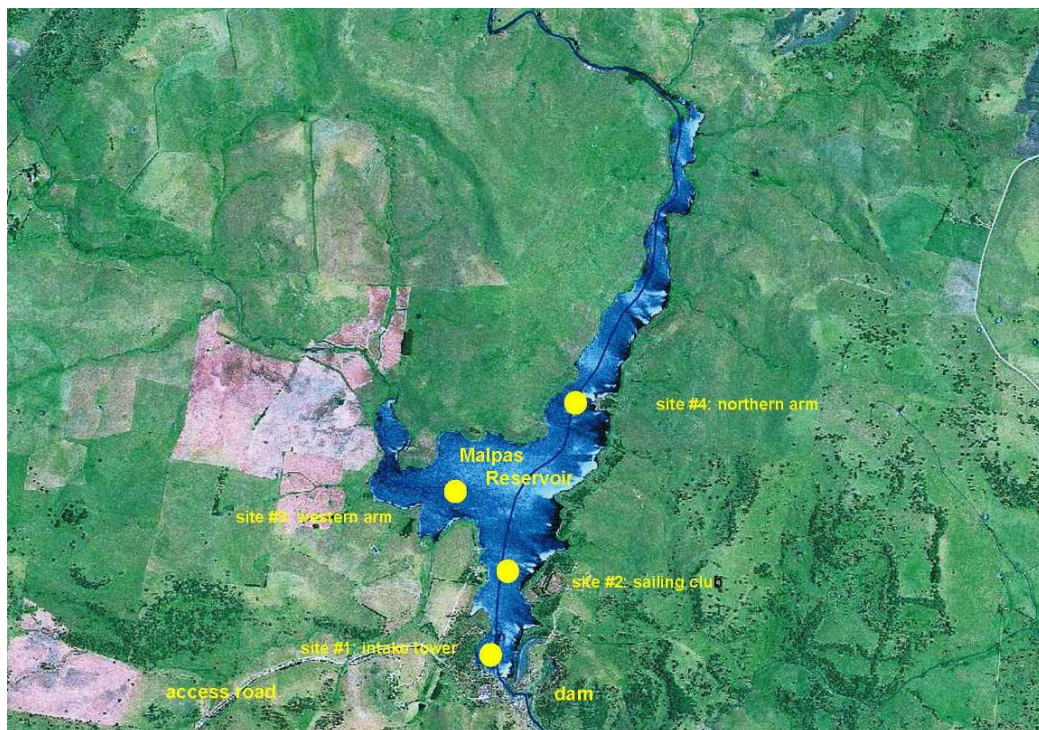 site #4: northern arm
Malpas
Reservoir
site #3: western arm
site #2: sailing clu
site #1: intake tower
access road
dam